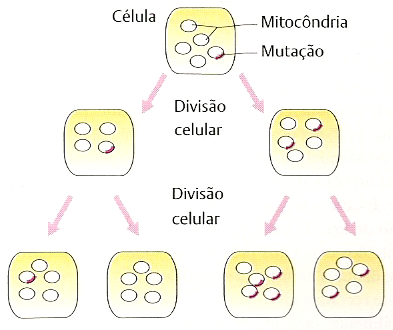 Célula
Mitocôndria
Mutação
Divisão
celular
Divisão
celular